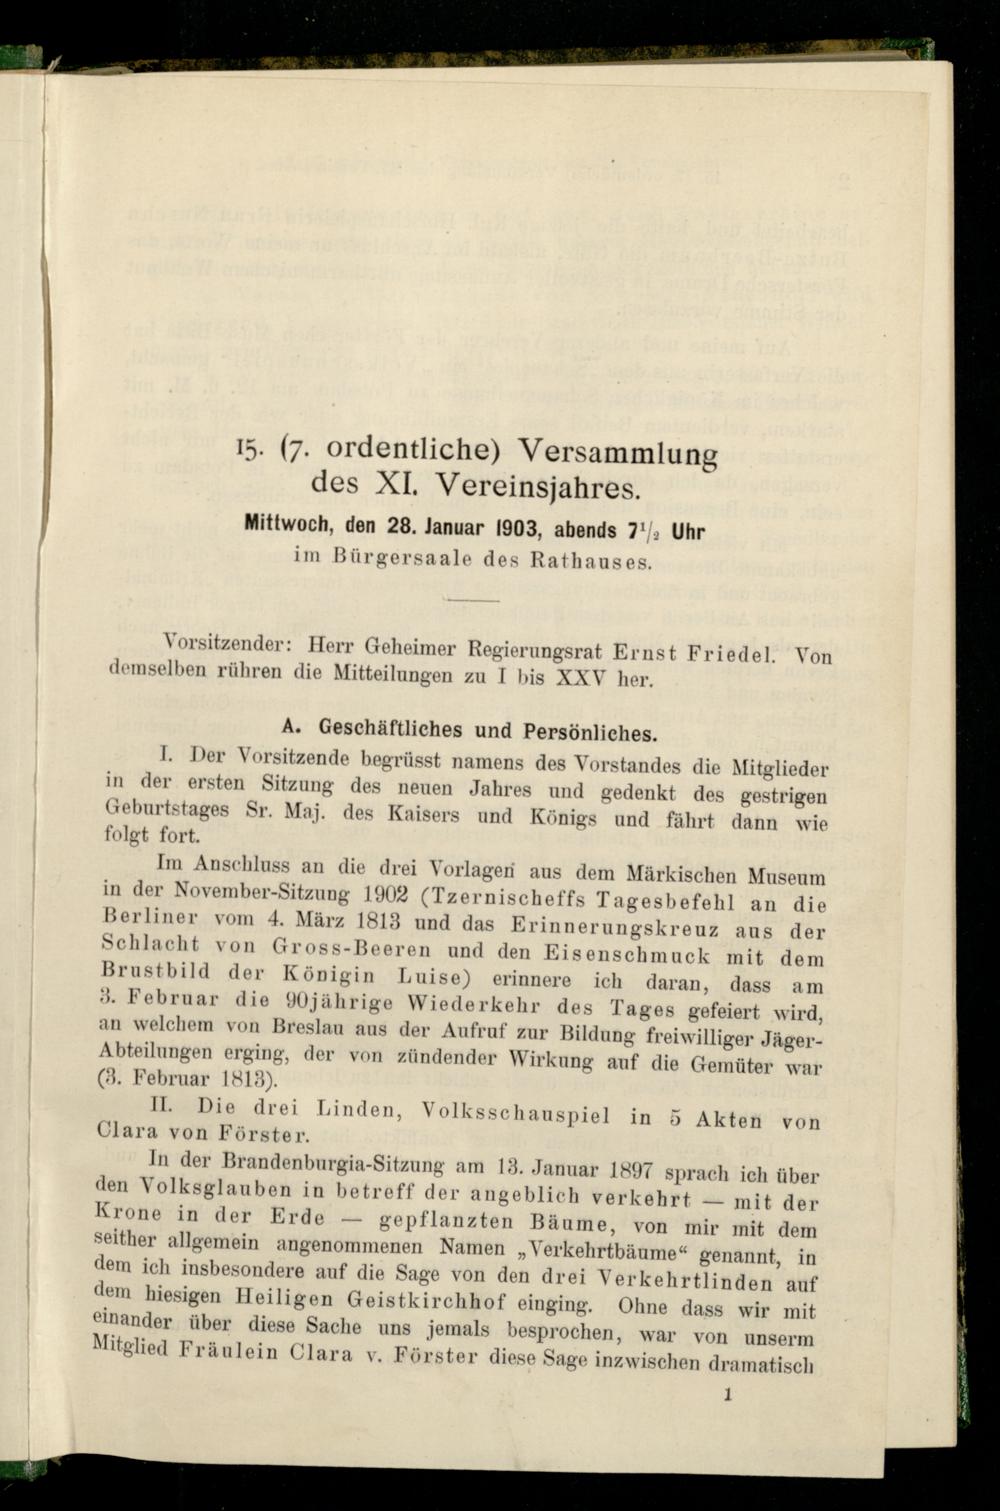 15. (7. ordentliche) Versammlung
des XI. Vereinsjahres.
Mittwoch, den 28. Januar 1903, abends 7¹/₂ Uhr
im Bürgersaale des Rathauses.
Vorsitzender: Herr Geheimer Regierungsrat Ernst Friedel. Von
demselben rühren die Mitteilungen zu I bis XXV her.
A. Geschäftliches und Persönliches.
I. Der Vorsitzende begrüsst namens des Vorstandes die Mitglieder
in der ersten Sitzung des neuen Jahres und gedenkt des gestrigen
Geburtstages Sr. Maj. des Kaisers und Königs und fährt dann wie
folgt fort.
Im Anschluss an die drei Vorlagen aus dem Märkischen Museum
in der November-Sitzung 1902 (Tzernischeffs Tagesbefehl an die
Berliner vom 4. März 1813 und das Erinnerungskreuz aus der
Schlacht von Gross-Beeren und den Eisenschmuck mit dem
Brustbild der Königin Luise) erinnere ich daran, dass am
3. Februar die 90jährige Wiederkehr des Tages gefeiert wird,
an welchem von Breslau aus der Aufruf zur Bildung freiwilliger Jäger-
Abteilungen erging, der von zündender Wirkung auf die Gemüter war
(3. Februar 1813).
II. Die drei Linden, Volksschauspiel in 5 Akten von
Clara von Förster.
In der Brandenburgia-Sitzung am 13. Januar 1897 sprach ich über
den Volksglauben in betreff der angeblich verkehrt — mit der
Krone in der Erde — gepflanzten Bäume, von mir mit dem
seither allgemein angenommenen Namen „Verkehrtbäume“ genannt, in
dem ich insbesondere auf die Sage von den drei Verkehrtlinden auf
dem hiesigen Heiligen Geistkirchhof einging. Ohne dass wir mit
einander über diese Sache uns jemals besprochen, war von unserm
Mitglied Fräulein Clara v. Förster diese Sage inzwischen dramatisch
1